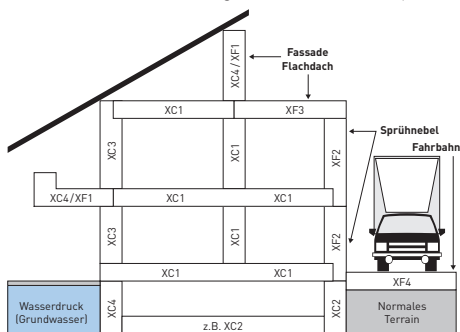 XC4/XF1
Fassade
Flachdach
XC1
XF3
Sprühnebel
Fahrbahn
XC3
XC1
XF2
XC4/XF1
XC1
XC1
XC3
XC1
XF2
XC1
XC1
XF4
Wasserdruck
(Grundwasser)
XC4
XC2
Normales
Terrain
z.B. XC2